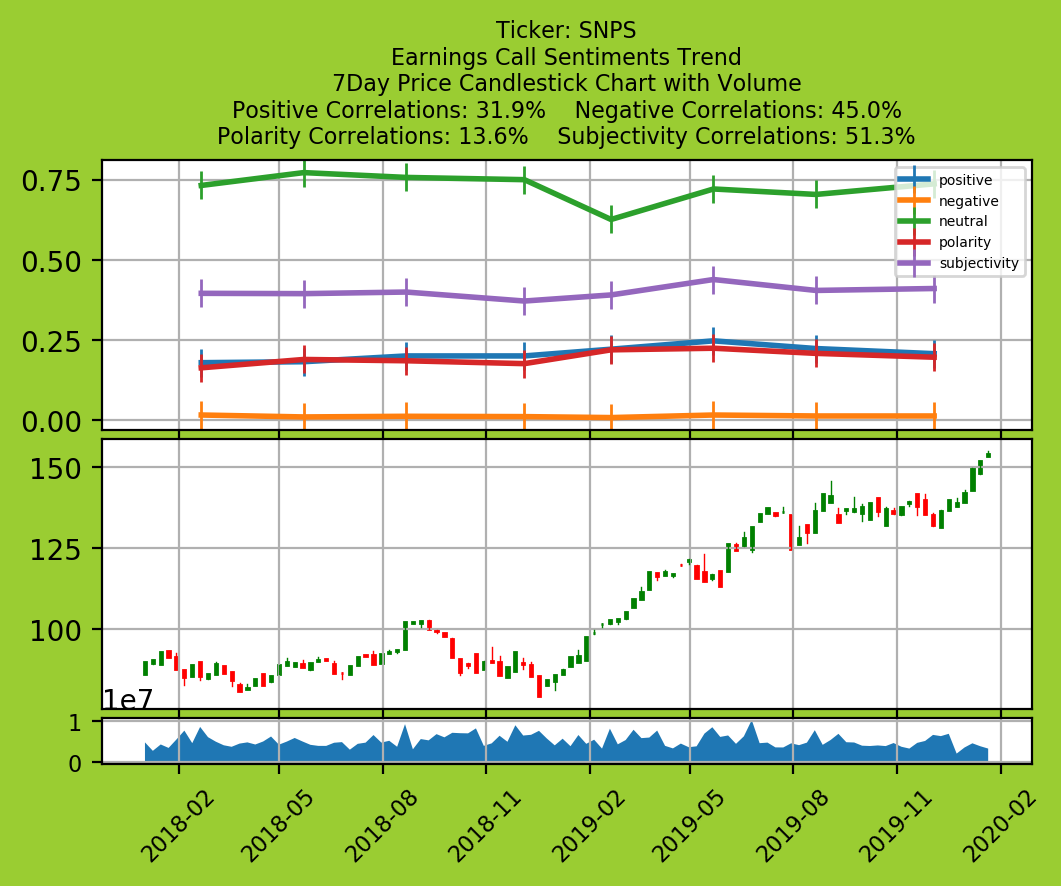 Ticker: SNPS
Earnings Call Sentiments Trend
7Day Price Candlestick Chart with Volume
Positive Correlations: 31.9%    Negative Correlations: 45.0%
Polarity Correlations: 13.6%    Subjectivity Correlations: 51.3%
0.75
0.50
0.25
0.00
positive
negative
neutral
polarity
subjectivity
150
125
100
1e7
1
0
2018-02
2018-05
2018-08
2018-11
2019-02
2019-05
2019-08
2019-11
2020-02